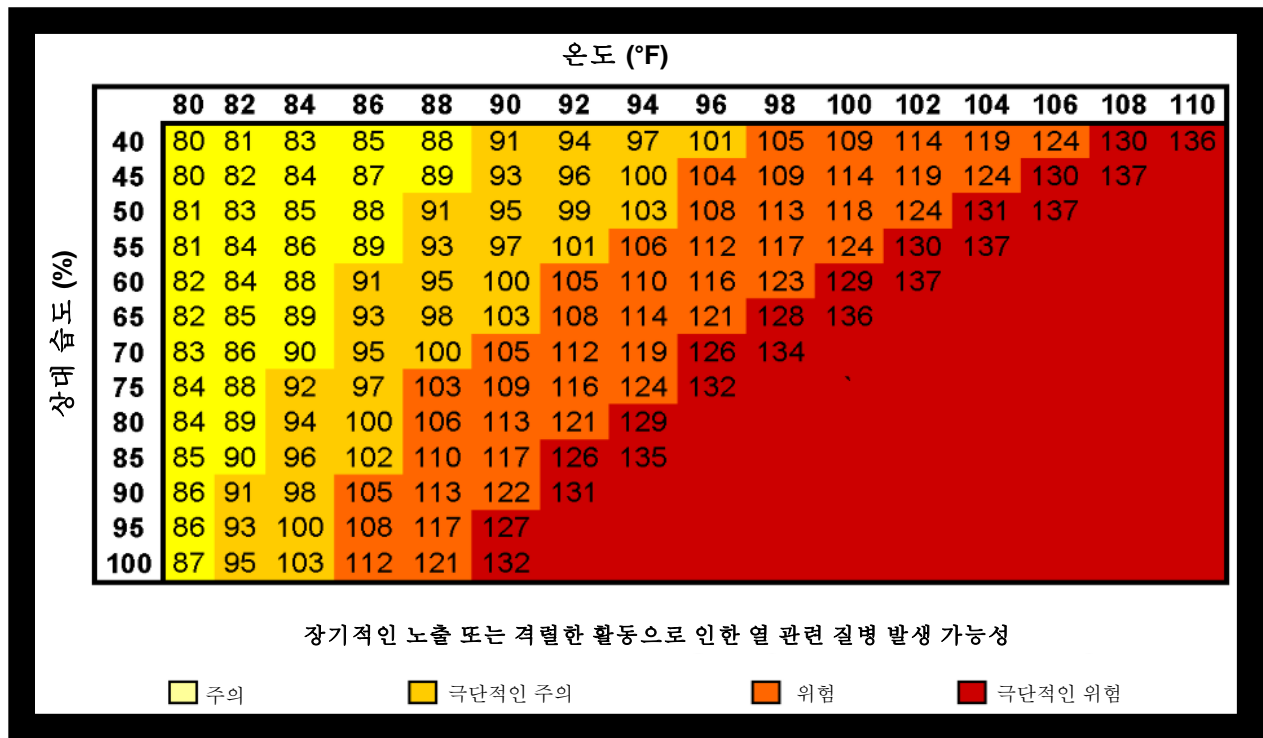 온도 (°F)
80 82 84 86 88 90 92 94 96 98 100 102 104 106 108 110
40 80 81 83 85 88 91 94 97 101 105 109 114 119 124 130 136
45 80 82 84 87 89 93 96 100 104 109 114 119 124 130 137
50 81 83 85 88 91 95 99 103 108 113 118 124 131 137
55 81 84 86 89 93 97 101 106 112 117 124 130 137
60 82 84 88 91 95 100 105 110 116 123 129 137
65 82 85 89 93 98 103 108 114 121 128 136
70 83 86 90 95 100 105 112 119 126 134
75 84 88 92 97 103 109 116 124 132 `
80 84 89 94 100 106 113 121 129
85 85 90 96 102 110 117 126 135
90 86 91 98 105 113 122 131
95 86 93 100 108 117 127
100 87 95 103 112 121 132
상대 습도 (%)
장기적인 노출 또는 격렬한 활동으로 인한 열 관련 질병 발생 가능성
주의 극단적인 주의 위험 극단적인 위험